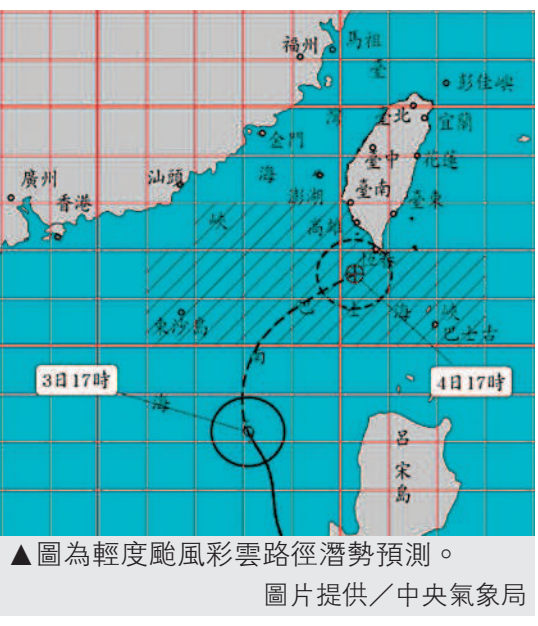 福州
馬祖
臺
彭佳嶼
灣
臺北
宜蘭
金門
臺中
花蓮
廣州
汕頭
海
澎湖
臺南
香港
臺東
峽
高雄
恆春
巴
士
海
峽
東沙島
巴士古
南
3日17時
4日17時
海
呂
宋
島
▲圖為輕度颱風彩雲路徑潛勢預測。
圖片提供／中央氣象局